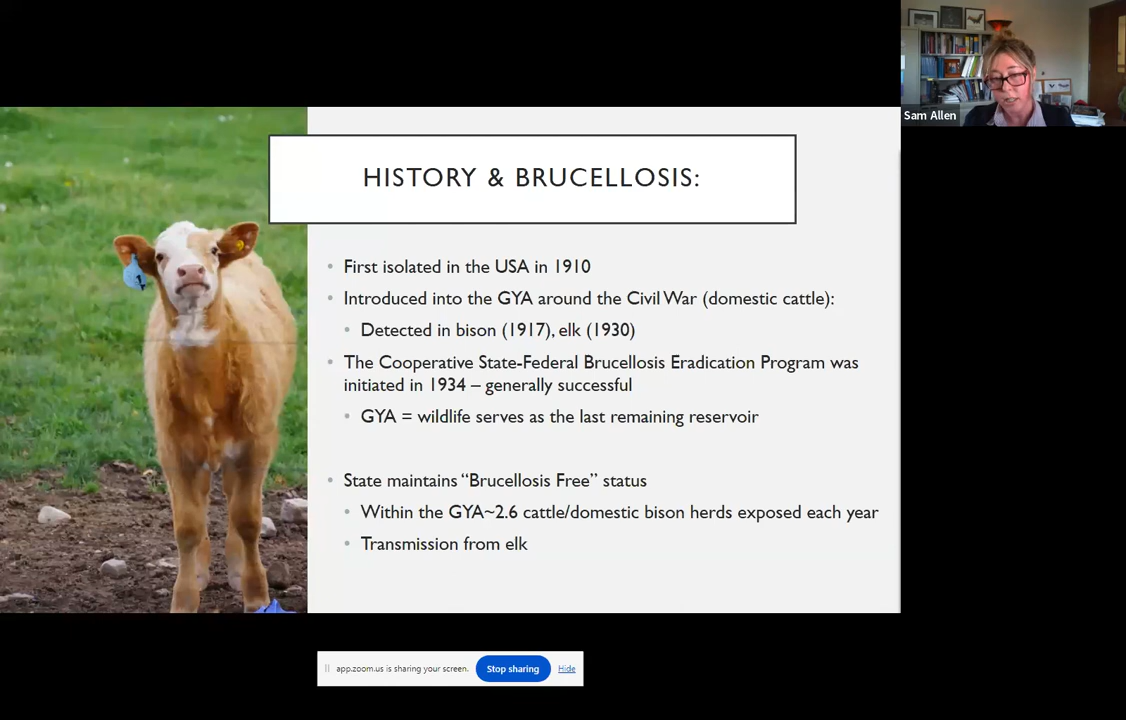 Sam Allen
HISTORY & BRUCELLOSIS:
• First isolated in the USA in 1910
• Introduced into the GYA around the Civil War (domestic cattle):
• Detected in bison (1917), elk (1930)
• The Cooperative State-Federal Brucellosis Eradication Program was
initiated in 1934 – generally successful
• GYA = wildlife serves as the last remaining reservoir
• State maintains “Brucellosis Free” status
• Within the GYA~2.6 cattle/domestic bison herds exposed each year
• Transmission from elk
app.zoom.us is sharing your screen. Stop sharing Hide